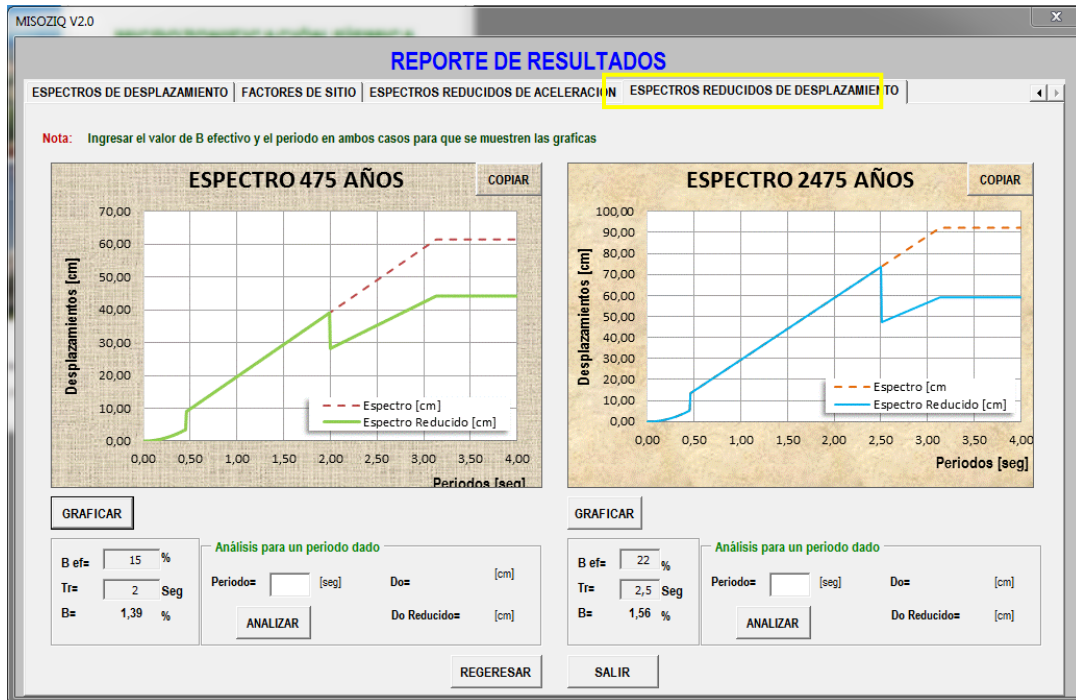 MISOZIQ V2.0
REPORTE DE RESULTADOS
ESPECTROS DE DESPLAZAMIENTO
FACTORES DE SITIO
ESPECTROS REDUCIDOS DE ACELERACION
ESPECTROS REDUCIDOS DE DESPLAZAMIENTO
Nota: Ingresar el valor de B efectivo y el periodo en ambos casos para que se muestren las graficas
ESPECTRO 475 AÑOS
COPIAR
Desplazamientos [cm]
70,00
60,00
50,00
40,00
30,00
20,00
10,00
0,00
Espectro [cm]
Espectro Reducido [cm]
0,00 0,50 1,00 1,50 2,00 2,50 3,00 3,50 4,00
Periodos [seg]
ESPECTRO 2475 AÑOS
COPIAR
Desplazamientos [cm]
100,00
90,00
80,00
70,00
60,00
50,00
40,00
30,00
20,00
10,00
0,00
Espectro [cm
Espectro Reducido [cm]
0,00 0,50 1,00 1,50 2,00 2,50 3,00 3,50 4,00
Periodos [seg]
GRAFICAR
B ef= 15 %
Tr= 2 Seg
B= 1,39 %
Análisis para un periodo dado
Periodo= [seg] Do= [cm]
ANALIZAR Do Reducido= [cm]
GRAFICAR
B ef= 22 %
Tr= 2,5 Seg
B= 1,56 %
Análisis para un periodo dado
Periodo= [seg] Do= [cm]
ANALIZAR Do Reducido= [cm]
REGERESAR
SALIR